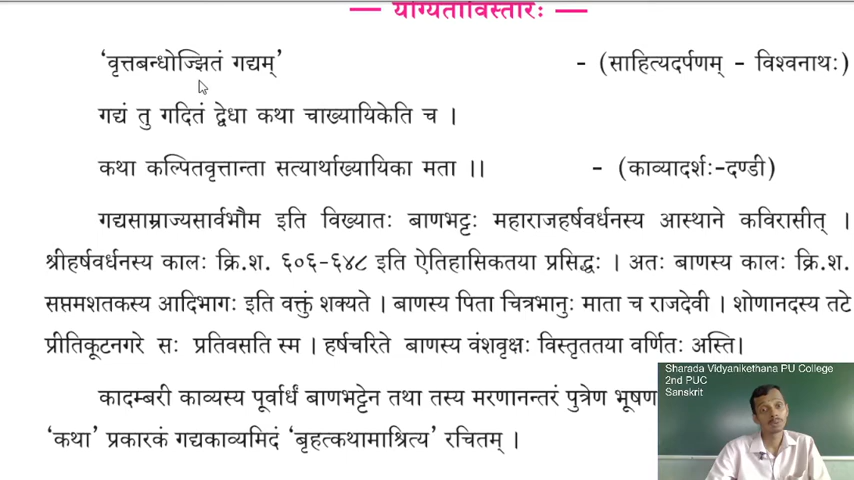 — योग्यताविस्तारः —
‘वृत्तबन्धोज्झितं गद्यम्’ - (साहित्यदर्पणम् - विश्वनाथः)
गद्यं तु गदितं द्वेधा कथा चाख्यायिकेति च ।
कथा कल्पितवृत्तान्ता सत्यार्थाख्यायिका मता ।। - (काव्यादर्शः-दण्डी)
गद्यसाम्राज्यसार्वभौम इति विख्यातः बाणभट्टः महाराजहर्षवर्धनस्य आस्थाने कविरासीत् ।
श्रीहर्षवर्धनस्य कालः क्रि.श. ६०६-६४८ इति ऐतिहासिकतया प्रसिद्धः । अतः बाणस्य कालः क्रि.श.
सप्तमशतकस्य आदिभागः इति वक्तुं शक्यते । बाणस्य पिता चित्रभानुः माता च राजदेवी । शोणानदस्य तटे
प्रीतिकूटनगरे सः प्रतिवसति स्म । हर्षचरिते बाणस्य वंशवृक्षः विस्तृततया वर्णितः अस्ति।
कादम्बरी काव्यस्य पूर्वार्धं बाणभट्टेन तथा तस्य मरणानन्तरं पुत्रेण भूषण
‘कथा’ प्रकारकं गद्यकाव्यमिदं ‘बृहत्कथामाश्रित्य’ रचितम् ।
Sharada Vidyanikethana PU College
2nd PUC
Sanskrit